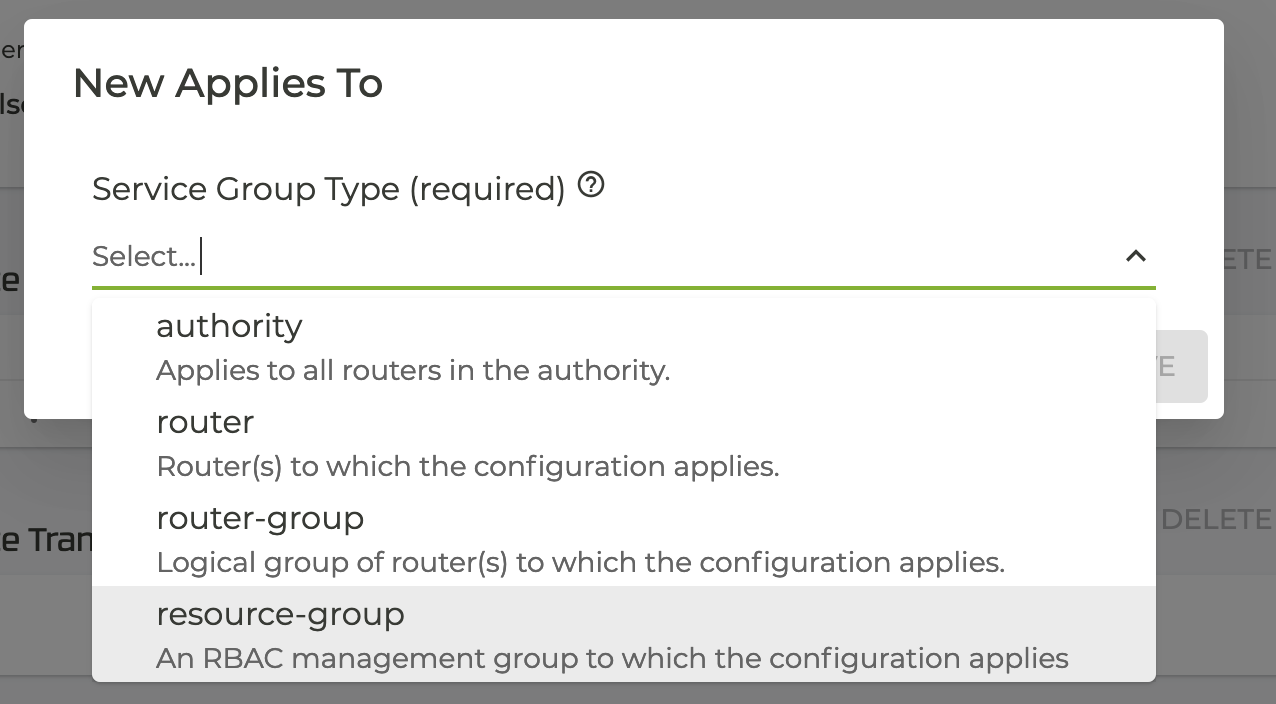 New Applies To
Service Group Type (required)
Select...
authority
Applies to all routers in the authority.
router
Router(s) to which the configuration applies.
router-group
Logical group of router(s) to which the configuration applies.
resource-group
An RBAC management group to which the configuration applies
DELETE